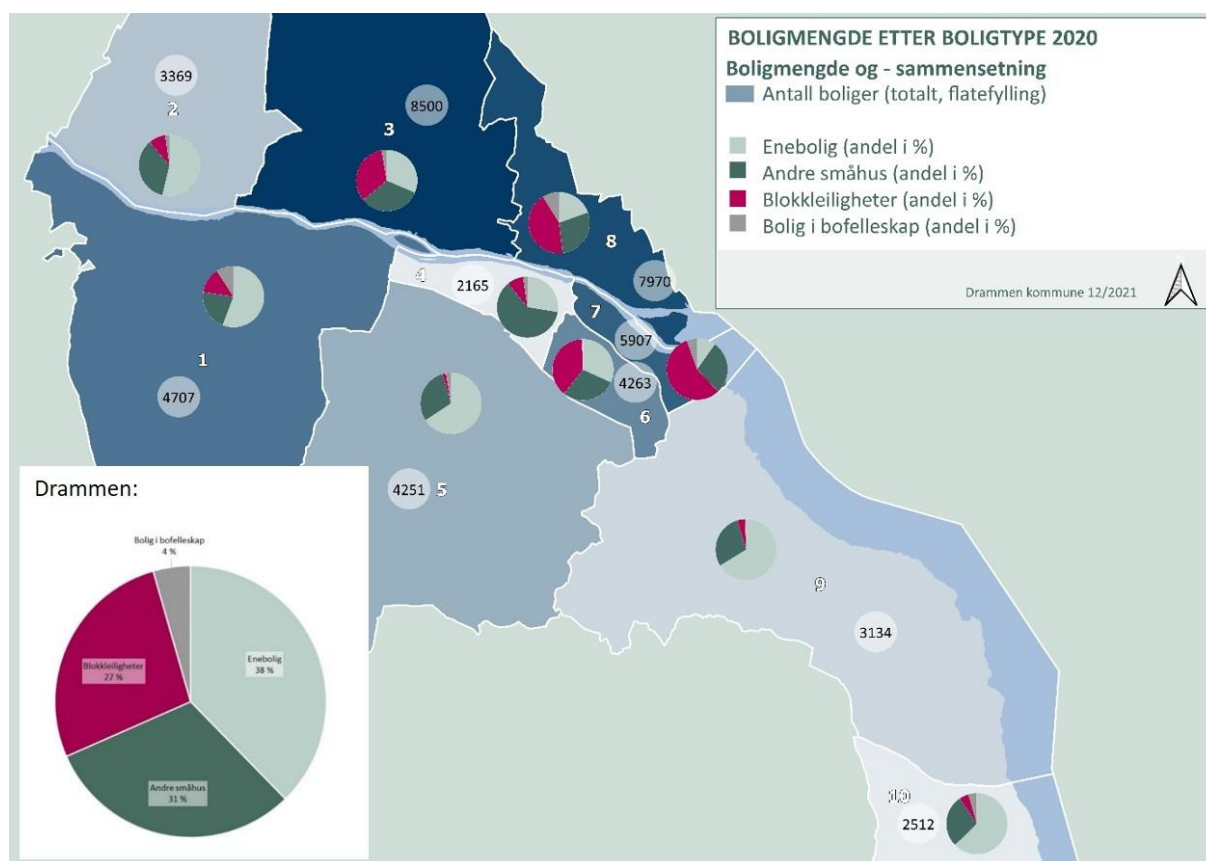 BOLIGMENGDE ETTER BOLIGTYPE 2020
Boligmengde og - sammensetning
Antall boliger (totalt, flatefylling)
Enebolig (andel i %)
Andre småhus (andel i %)
Blokkleiligheter (andel i %)
Bolig i bofelleskap (andel i %)
Drammen kommune 12/2021
N
3369
2
8500
3
8
7970
4
2165
7
5907
4263
6
1
4707
4251
5
9
3134
10
2512
Drammen:
Bolig i bofelleskap
4 %
Enebolig
38 %
Blokkleiligheter
27 %
Andre småhus
31 %